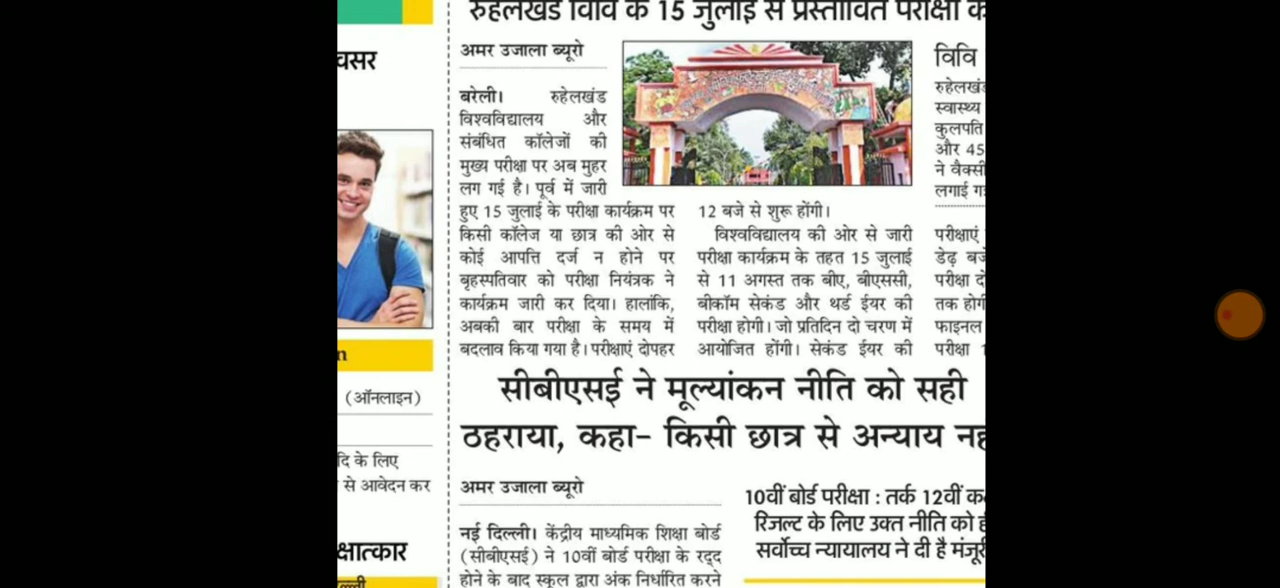 रुहेलखंड विवि के 15 जुलाई से प्रस्तावित परीक्षा
अमर उजाला ब्यूरो
बरेली। रुहेलखंड
विश्वविद्यालय और
संबंधित कॉलेजों की
मुख्य परीक्षा पर अब मुहर
लग गई है। पूर्व में जारी
हुए 15 जुलाई के परीक्षा कार्यक्रम पर
किसी कॉलेज या छात्र की ओर से
कोई आपत्ति दर्ज न होने पर
बृहस्पतिवार को परीक्षा नियंत्रक ने
कार्यक्रम जारी कर दिया। हालांकि,
अबकी बार परीक्षा के समय में
बदलाव किया गया है। परीक्षाएं दोपहर
12 बजे से शुरू होंगी।
विश्वविद्यालय की ओर से जारी
परीक्षा कार्यक्रम के तहत 15 जुलाई
से 11 अगस्त तक बीए, बीएससी,
बीकॉम सेकंड और थर्ड ईयर की
परीक्षा होगी। जो प्रतिदिन दो चरण में
आयोजित होंगी। सेकंड ईयर की
विवि
रुहेलखंड
स्वास्थ्य
कुलपति
और 45
ने वैक्सी
लगाई
परीक्षाएं
डेढ़ बजे
परीक्षा
तक होगी
फाइनल
परीक्षा
सीबीएसई ने मूल्यांकन नीति को सही
ठहराया, कहा- किसी छात्र से अन्याय
अमर उजाला ब्यूरो
नई दिल्ली। केंद्रीय माध्यमिक शिक्षा बोर्ड
(सीबीएसई) ने 10वीं बोर्ड परीक्षा के रद्द
होने के बाद स्कूल द्वारा अंक निर्धारित करने
10वीं बोर्ड परीक्षा : तर्क 12वीं
रिजल्ट के लिए उक्त नीति को
सर्वोच्च न्यायालय ने दी है मंजूरी
वसर
n
(ऑनलाइन)
दि के लिए
से आवेदन कर
क्षात्कार